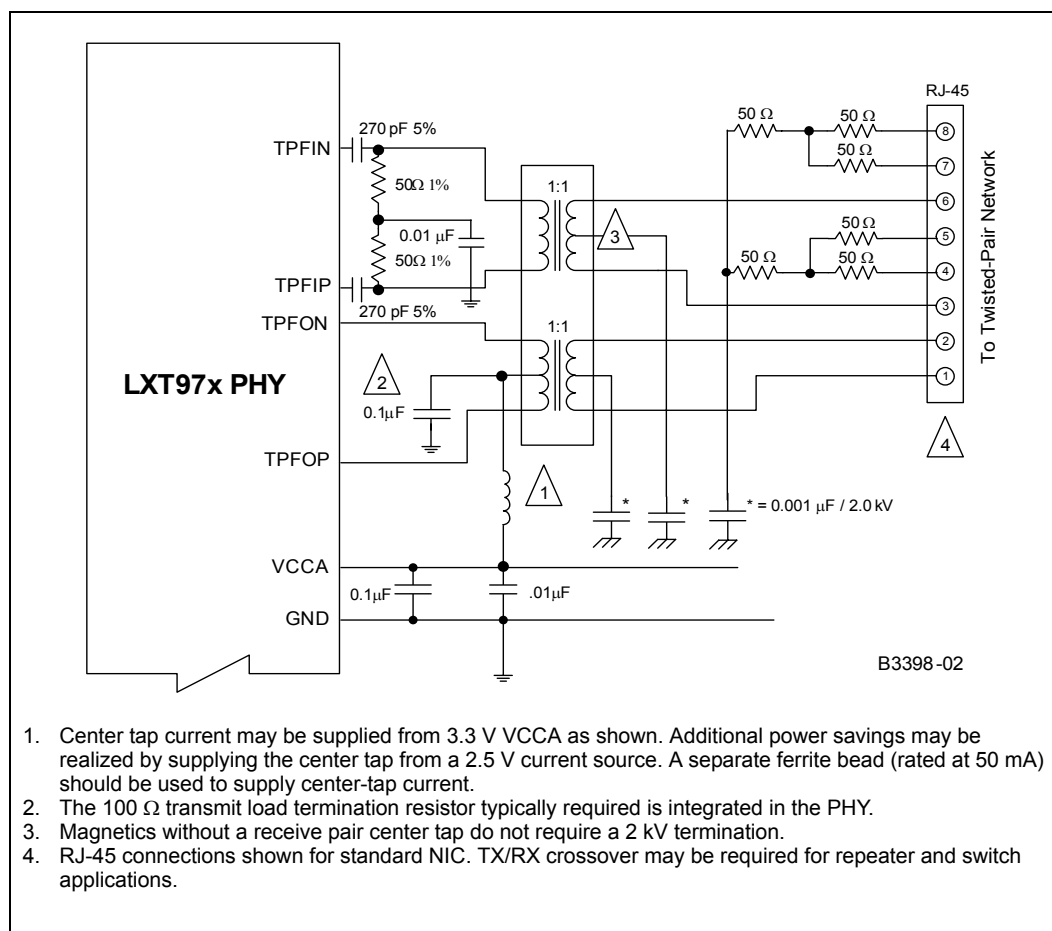 RJ-45
50 Ω
50 Ω
8
270 pF 5%
TPFIN
50 Ω
7
1:1
50Ω 1%
6
3
5
50 Ω
0.01 μF
50 Ω
50 Ω
4
50Ω 1%
TPFIP
3
270 pF 5%
TPFON
1:1
2
To Twisted-Pair Network
LXT97x PHY
2
1
0.1μF
4
TPFOP
1
*
*
* = 0.001 μF / 2.0 kV
VCCA
0.1μF
.01μF
GND
B3398-02
1. Center tap current may be supplied from 3.3 V VCCA as shown. Additional power savings may be
realized by supplying the center tap from a 2.5 V current source. A separate ferrite bead (rated at 50 mA)
should be used to supply center-tap current.
2. The 100 Ω transmit load termination resistor typically required is integrated in the PHY.
3. Magnetics without a receive pair center tap do not require a 2 kV termination.
4. RJ-45 connections shown for standard NIC. TX/RX crossover may be required for repeater and switch
applications.